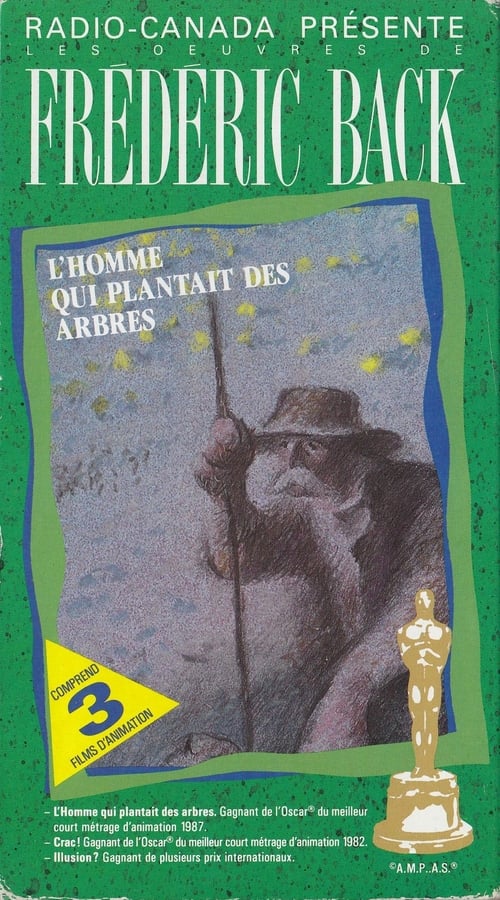 RADIO-CANADA PRÉSENTE
LES OEUVRES DE
FRÉDÉRIC BACK
L'HOMME
QUI PLANTAIT DES
ARBRES
COMPREND
3
FILMS D'ANIMATION
– L'Homme qui plantait des arbres. Gagnant de l'Oscar® du meilleur
court métrage d'animation 1987.
– Crac! Gagnant de l'Oscar® du meilleur court métrage d'animation 1982.
– Illusion? Gagnant de plusieurs prix internationaux.
©A.M.P..A.S.®